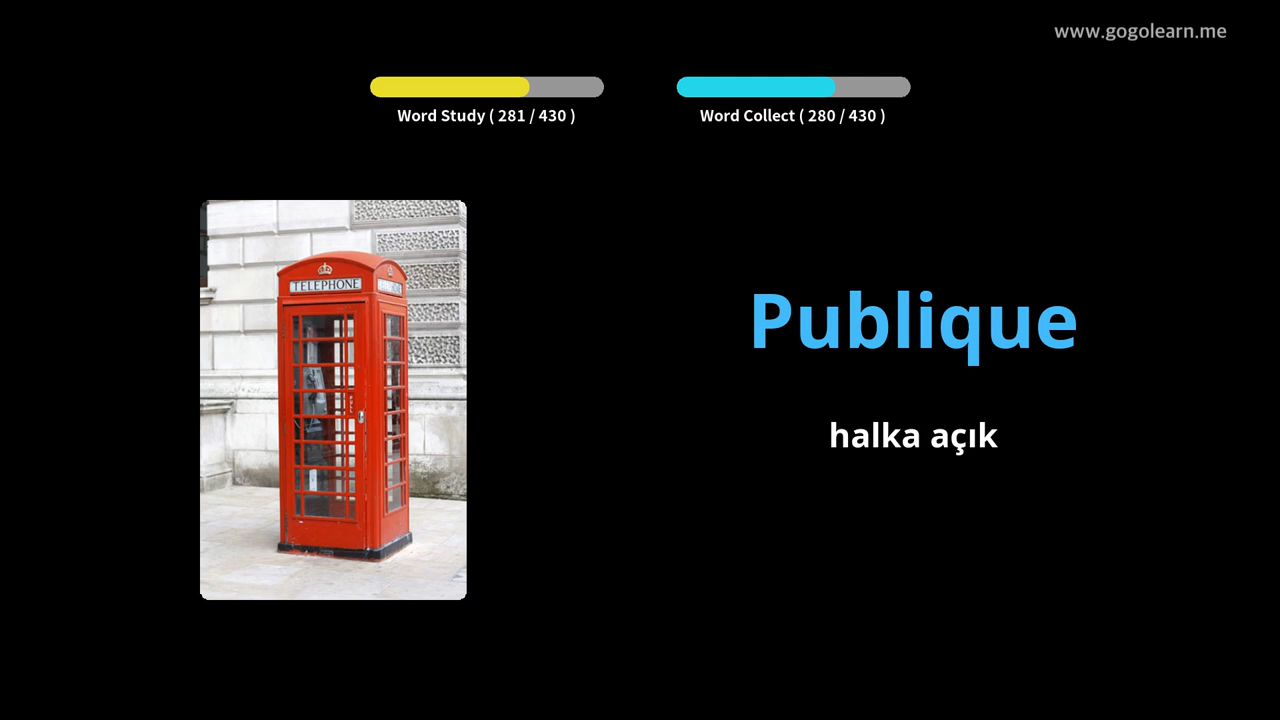 www.gogolearn.me
Word Study ( 281 / 430 )
Word Collect ( 280 / 430 )
TELEPHONE
Publique
halka açık